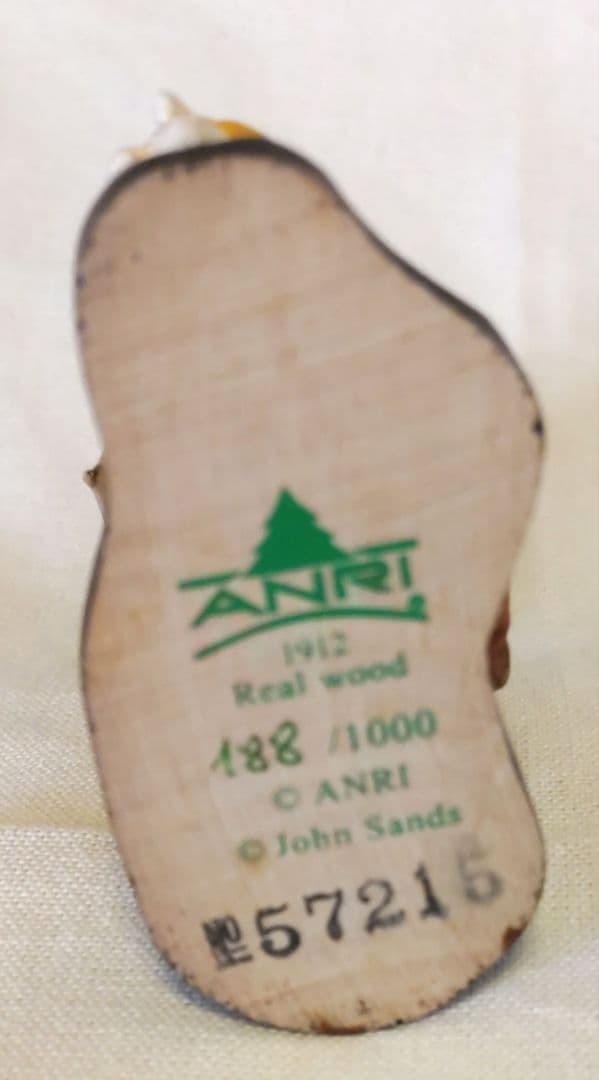 ANRI
1912
Real wood
188 /1000
© ANRI
© John Sands
№ 57215